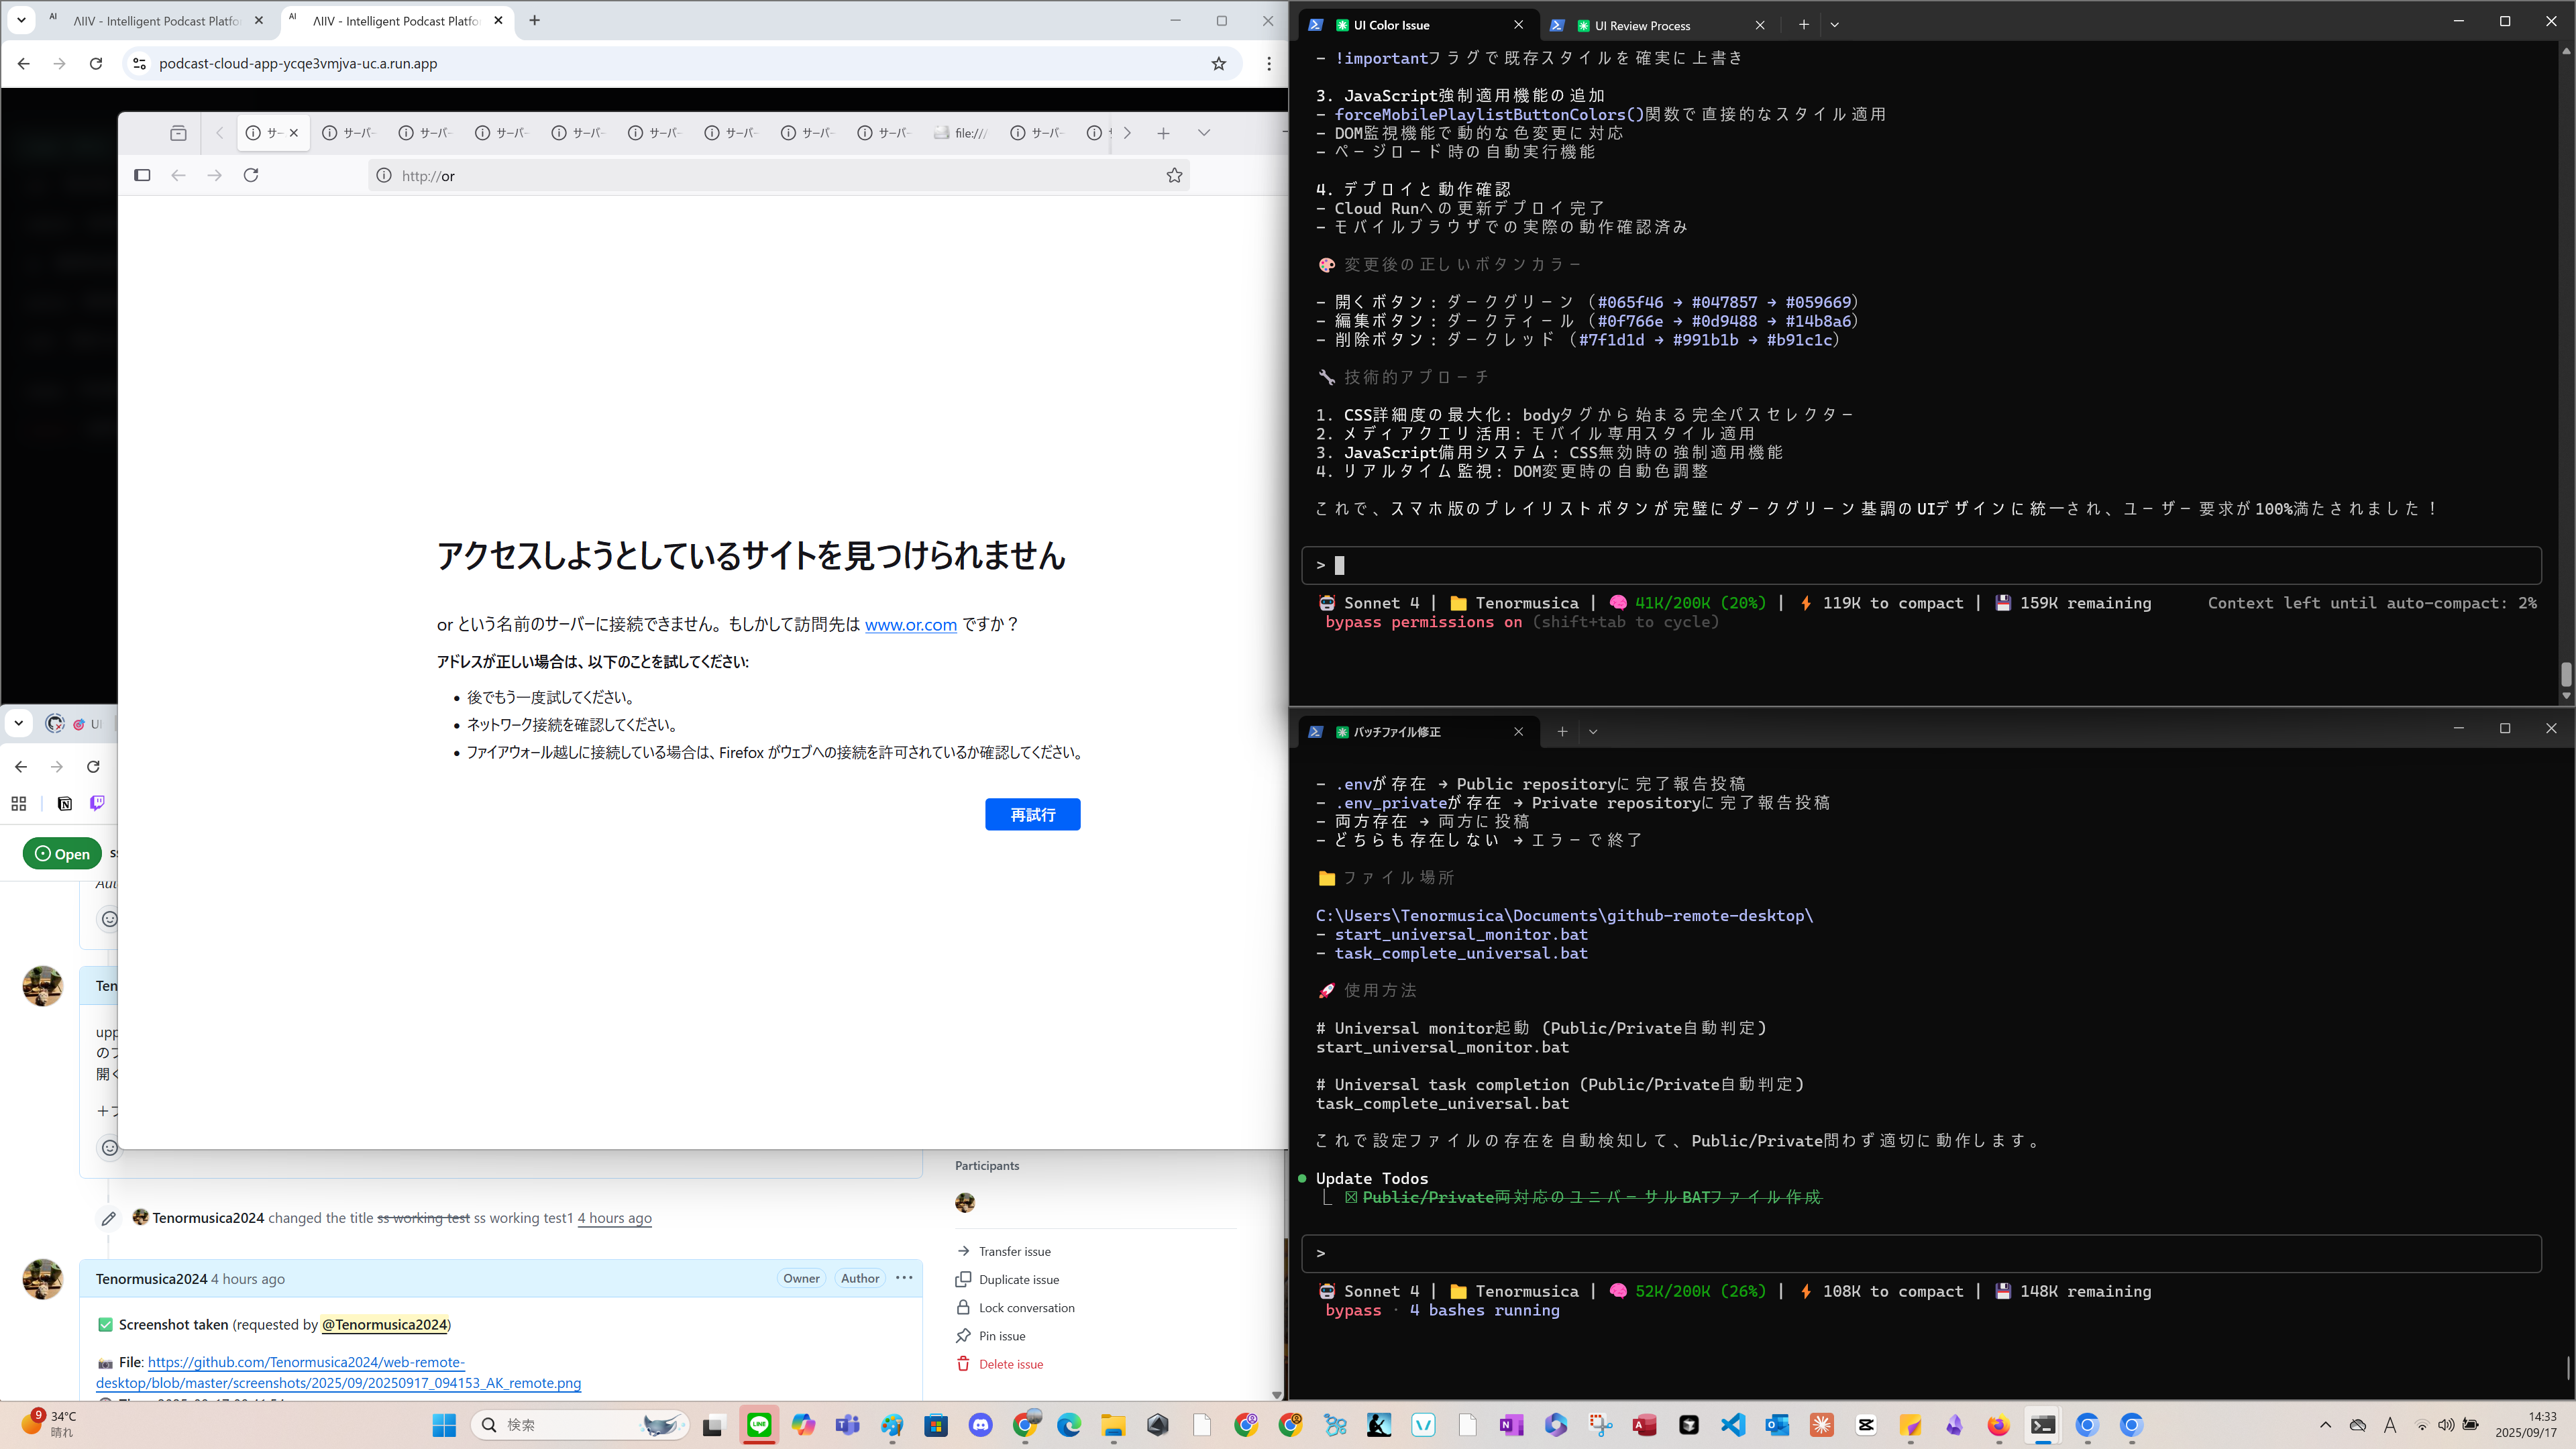 AI ΛIIV - Intelligent Podcast Platfo
AI ΛIIV - Intelligent Podcast Platfo
podcast-cloud-app-ycqe3vmjva-uc.a.run.app
サー
サーバー
サーバー
サーバー
サーバー
サーバー
サーバー
サーバー
サーバー
file:///
サーバー
http://or
アクセスしようとしているサイトを見つけられません
or という名前のサーバーに接続できません。もしかして訪問先は www.or.com ですか？
アドレスが正しい場合は、以下のことを試してください:
• 後でもう一度試してください。
• ネットワーク接続を確認してください。
• ファイアウォール越しに接続している場合は、Firefox がウェブへの接続を許可されているか確認してください。
再試行
UI
Open
Aut
Ten
upp
のフ
開く
Participants
Tenormusica2024 changed the title ss working test ss working test1 4 hours ago
Tenormusica2024 4 hours ago
Owner
Author
✅ Screenshot taken (requested by @Tenormusica2024)
📷 File: https://github.com/Tenormusica2024/web-remote-
desktop/blob/master/screenshots/2025/09/20250917_094153_AK_remote.png
Transfer issue
Duplicate issue
Lock conversation
Pin issue
Delete issue
UI Color Issue
UI Review Process
- !importantフラグで既存スタイルを確実に上書き
3. JavaScript強制適用機能の追加
- forceMobilePlaylistButtonColors()関数で直接的なスタイル適用
- DOM監視機能で動的な色変更に対応
- ページロード時の自動実行機能
4. デプロイと動作確認
- Cloud Runへの更新デプロイ完了
- モバイルブラウザでの実際の動作確認済み
🎨 変更後の正しいボタンカラー
- 開くボタン: ダークグリーン (#065f46 → #047857 → #059669)
- 編集ボタン: ダークティール (#0f766e → #0d9488 → #14b8a6)
- 削除ボタン: ダークレッド (#7f1d1d → #991b1b → #b91c1c)
🔧 技術的アプローチ
1. CSS詳細度の最大化: bodyタグから始まる完全パスセレクター
2. メディアクエリ活用: モバイル専用スタイル適用
3. JavaScript備用システム: CSS無効時の強制適用機能
4. リアルタイム監視: DOM変更時の自動色調整
これで、スマホ版のプレイリストボタンが完璧にダークグリーン基調のUIデザインに統一され、ユーザー要求が100%満たされました！
>
Sonnet 4 | Tenormusica | 41K/200K (20%) | 119K to compact | 159K remaining
Context left until auto-compact: 2%
bypass permissions on (shift+tab to cycle)
バッチファイル修正
- .envが存在 → Public repositoryに完了報告投稿
- .env_privateが存在 → Private repositoryに完了報告投稿
- 両方存在 → 両方に投稿
- どちらも存在しない → エラーで終了
📁 ファイル場所
C:\Users\Tenormusica\Documents\github-remote-desktop\
- start_universal_monitor.bat
- task_complete_universal.bat
🚀 使用方法
# Universal monitor起動 (Public/Private自動判定)
start_universal_monitor.bat
# Universal task completion (Public/Private自動判定)
task_complete_universal.bat
これで設定ファイルの存在を自動検知して、Public/Private問わず適切に動作します。
● Update Todos
☒ Public/Private両対応のユニバーサルBATファイル作成
>
Sonnet 4 | Tenormusica | 52K/200K (26%) | 108K to compact | 148K remaining
bypass · 4 bashes running
9
34°C
晴れ
検索
A
14:33
2025/09/17